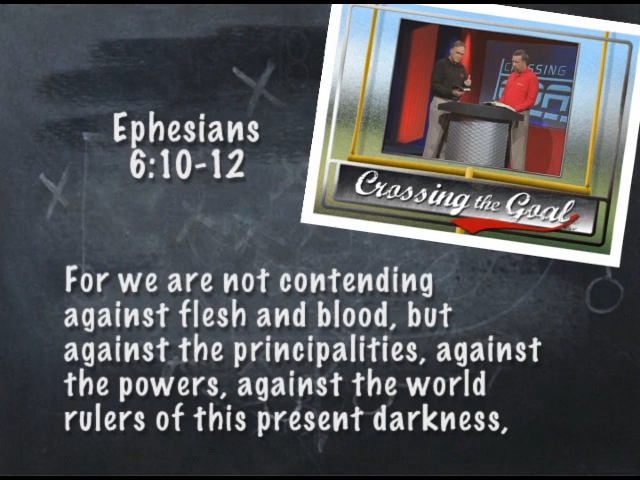 Ephesians
6:10-12
CROSSING
Crossing the Goal
For we are not contending
against flesh and blood, but
against the principalities, against
the powers, against the world
rulers of this present darkness,